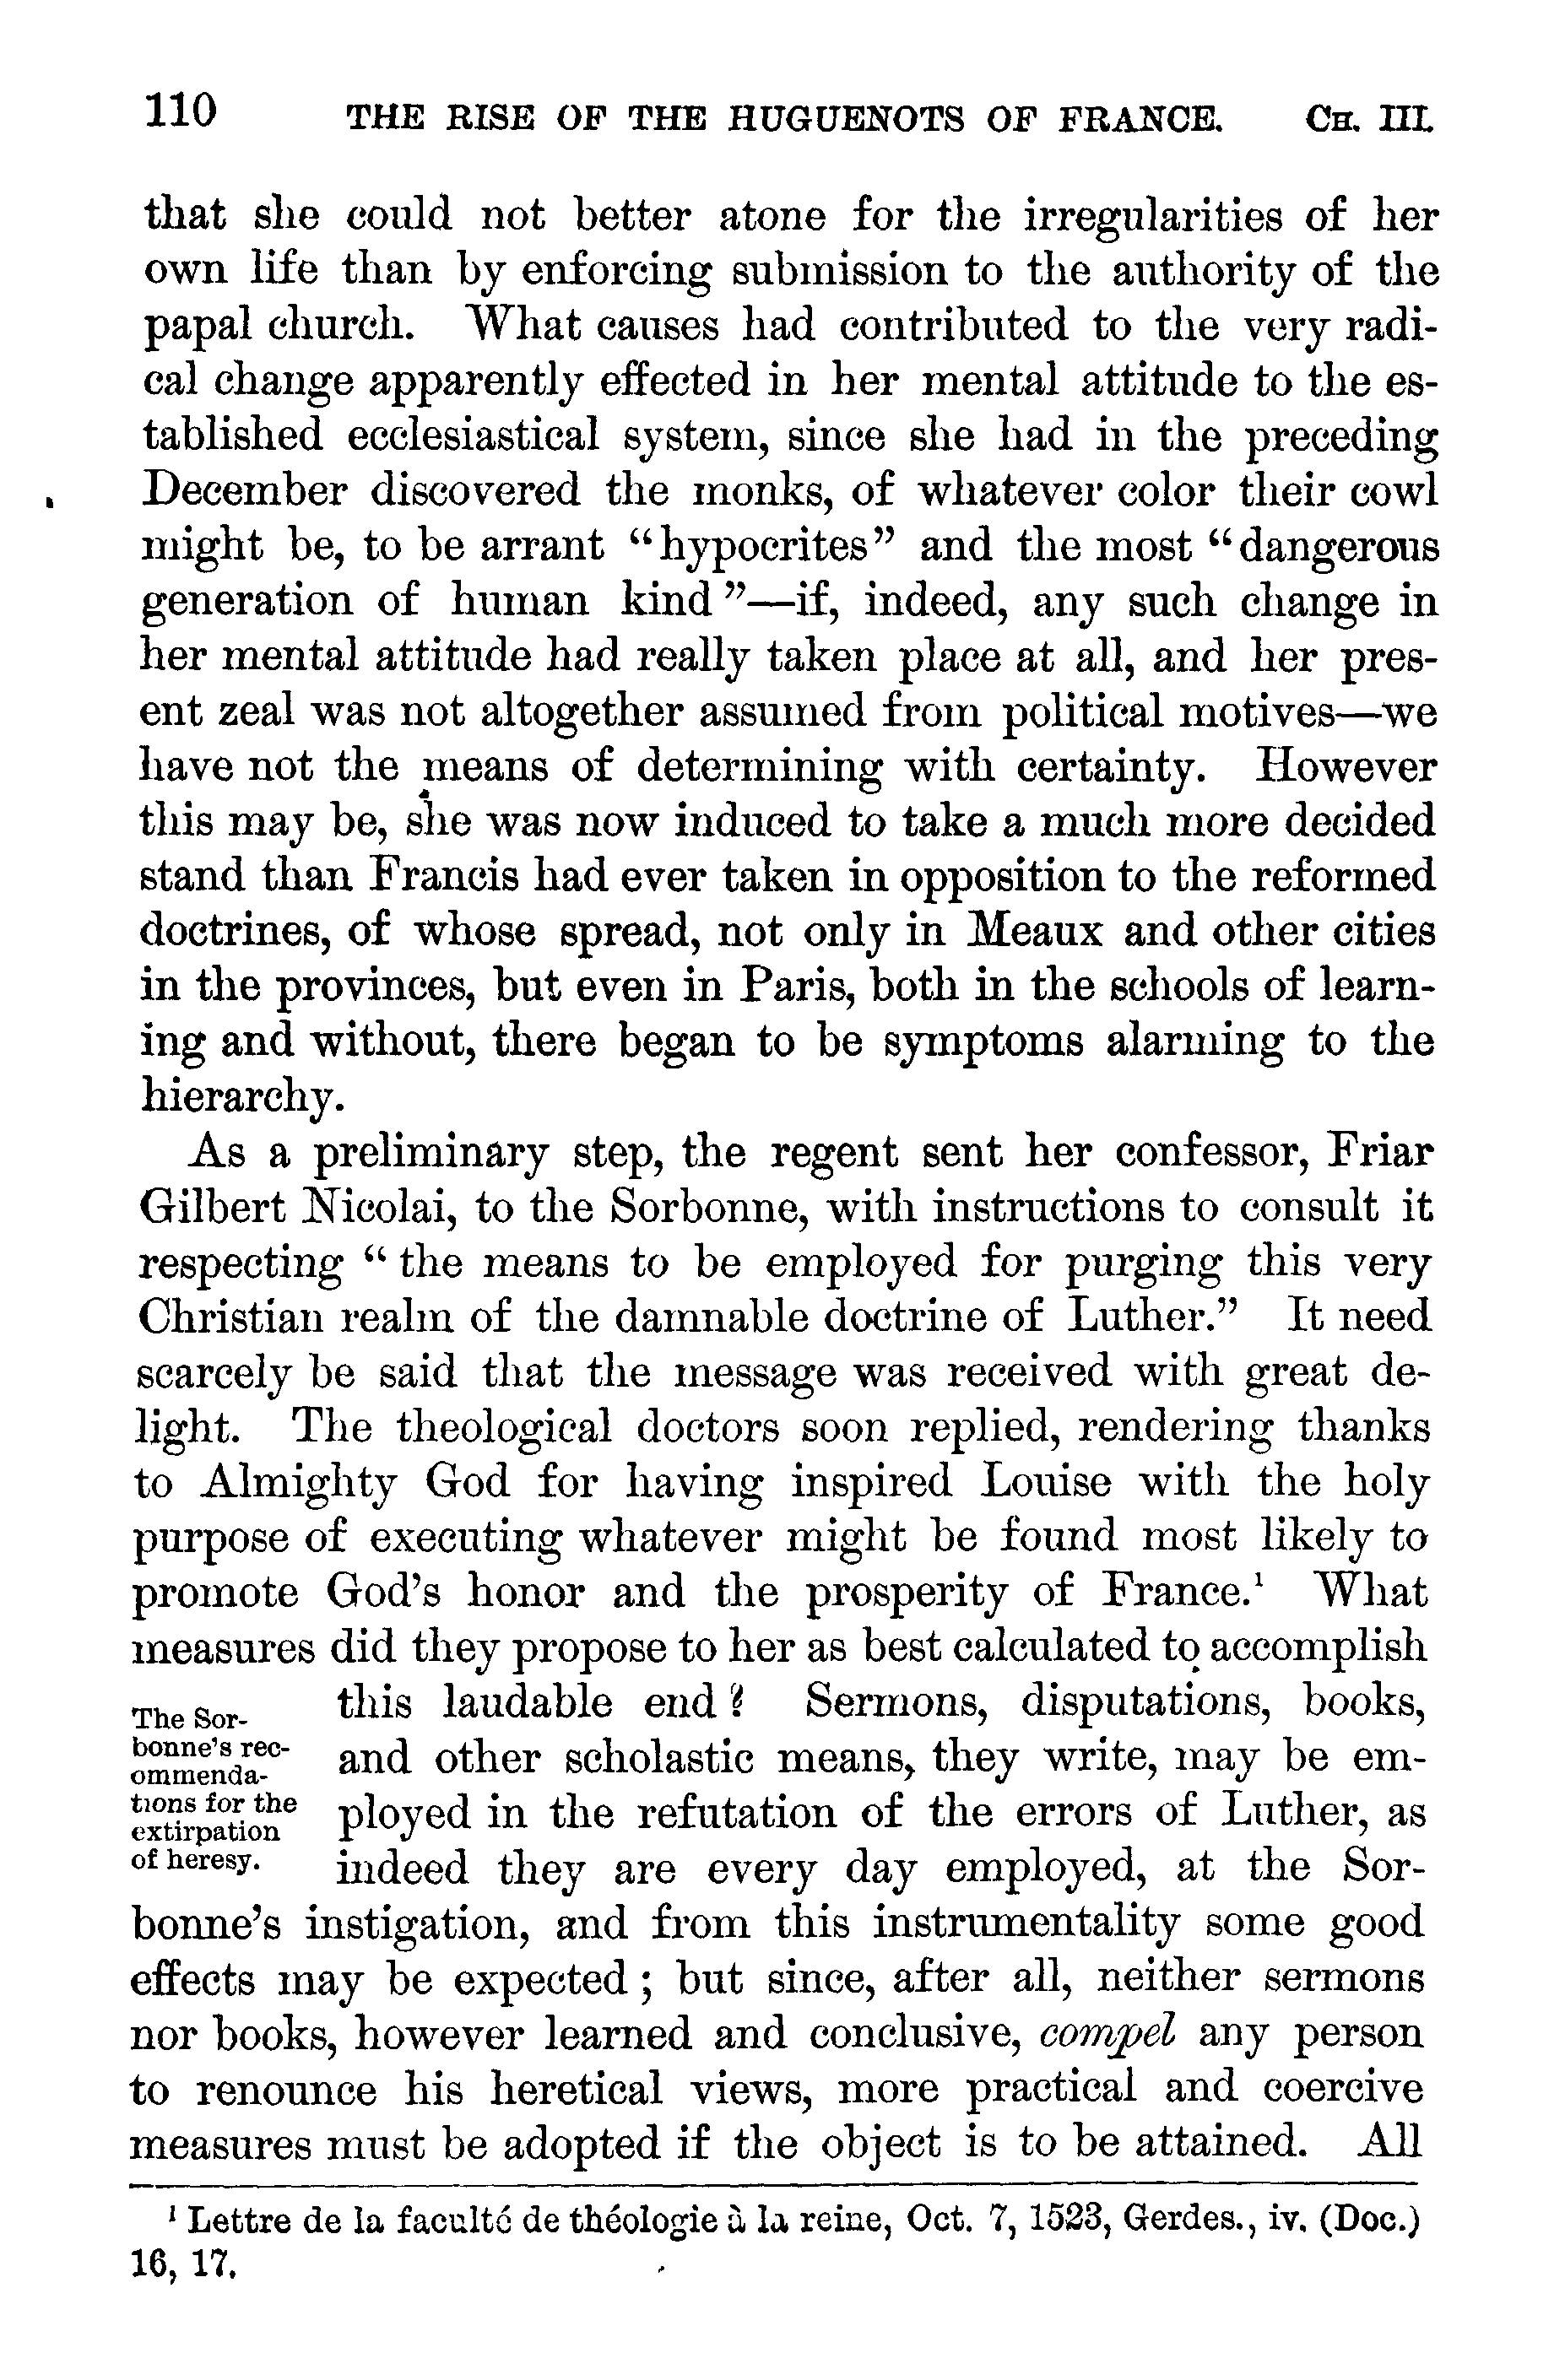 110 THE RISE OF THE HUGUENOTS OF FRANCE. CH. III.
that she could not better atone for the irregularities of her
own life than by enforcing submission to the authority of the
papal church. What causes had contributed to the very radi-
cal change apparently effected in her mental attitude to the es-
tablished ecclesiastical system, since she had in the preceding
December discovered the monks, of whatever color their cowl
might be, to be arrant “hypocrites” and the most “dangerous
generation of human kind”—if, indeed, any such change in
her mental attitude had really taken place at all, and her pres-
ent zeal was not altogether assumed from political motives—we
have not the means of determining with certainty. However
this may be, she was now induced to take a much more decided
stand than Francis had ever taken in opposition to the reformed
doctrines, of whose spread, not only in Meaux and other cities
in the provinces, but even in Paris, both in the schools of learn-
ing and without, there began to be symptoms alarming to the
hierarchy.
As a preliminary step, the regent sent her confessor, Friar
Gilbert Nicolai, to the Sorbonne, with instructions to consult it
respecting “the means to be employed for purging this very
Christian realm of the damnable doctrine of Luther.” It need
scarcely be said that the message was received with great de-
light. The theological doctors soon replied, rendering thanks
to Almighty God for having inspired Louise with the holy
purpose of executing whatever might be found most likely to
promote God’s honor and the prosperity of France.¹ What
measures did they propose to her as best calculated to accomplish
The Sor-
bonne’s rec-
ommenda-
tions for the
extirpation
of heresy.
this laudable end? Sermons, disputations, books,
and other scholastic means, they write, may be em-
ployed in the refutation of the errors of Luther, as
indeed they are every day employed, at the Sor-
bonne’s instigation, and from this instrumentality some good
effects may be expected; but since, after all, neither sermons
nor books, however learned and conclusive, compel any person
to renounce his heretical views, more practical and coercive
measures must be adopted if the object is to be attained. All
¹ Lettre de la faculté de théologie à la reine, Oct. 7, 1523, Gerdes., iv. (Doc.)
16, 17.